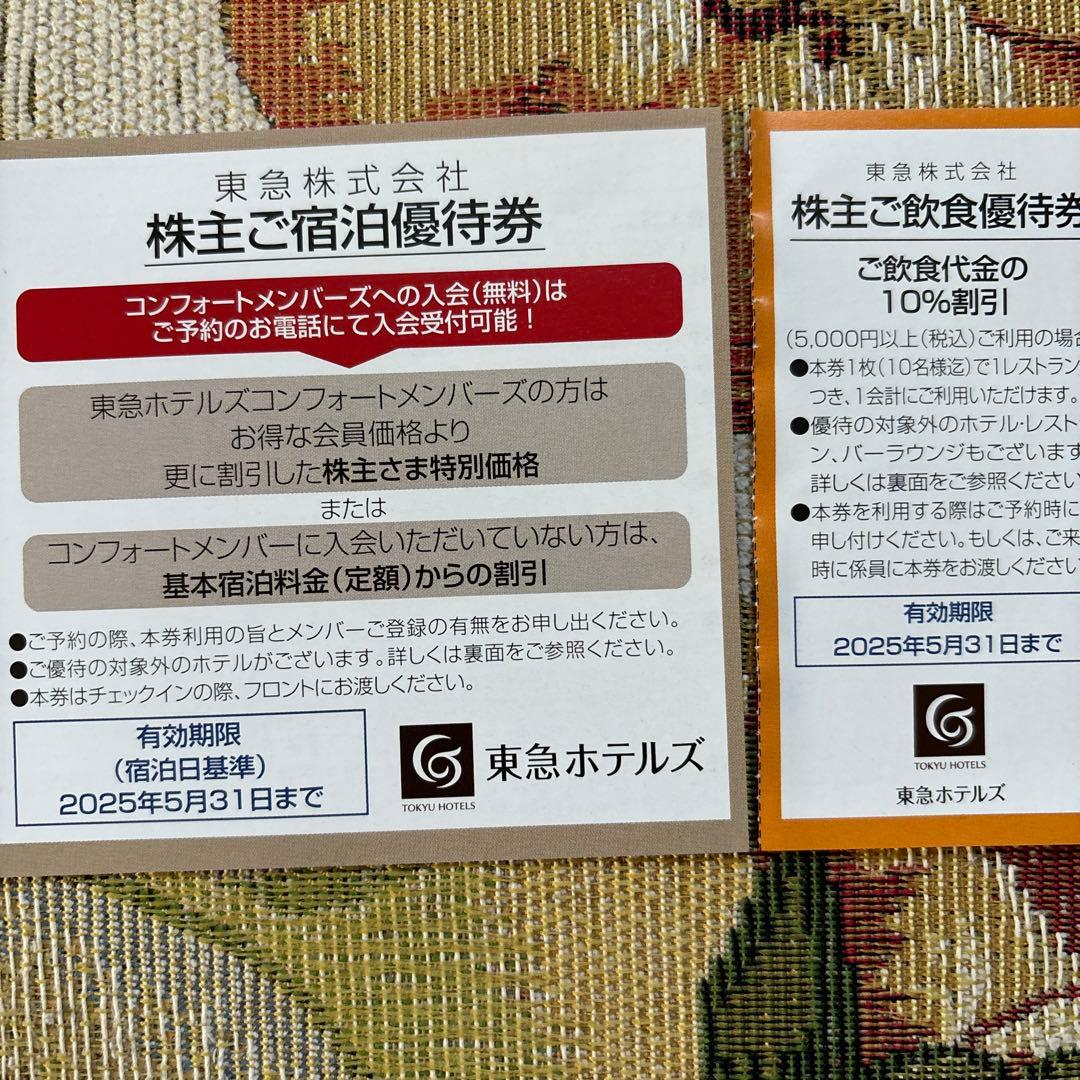 東急株式会社
株主ご宿泊優待券
コンフォートメンバーズへの入会(無料)は
ご予約のお電話にて入会受付可能！
東急ホテルズコンフォートメンバーズの方は
お得な会員価格より
更に割引した株主さま特別価格
または
コンフォートメンバーに入会いただいていない方は、
基本宿泊料金(定額)からの割引
●ご予約の際、本券利用の旨とメンバーご登録の有無をお申し出ください。
●ご優待の対象外のホテルがございます。詳しくは裏面をご参照ください。
●本券はチェックインの際、フロントにお渡しください。
有効期限
(宿泊日基準)
2025年5月31日まで
TOKYU HOTELS
東急ホテルズ
東急株式会社
株主ご飲食優待券
ご飲食代金の
10%割引
(5,000円以上(税込)ご利用の場合
●本券1枚(10名様迄)で1レストラン
つき、1会計にご利用いただけます。
●優待の対象外のホテル・レスト
ン、バーラウンジもございます
詳しくは裏面をご参照ください
●本券を利用する際はご予約時に
申し付けください。もしくは、ご来
時に係員に本券をお渡しください
有効期限
2025年5月31日まで
TOKYU HOTELS
東急ホテルズ